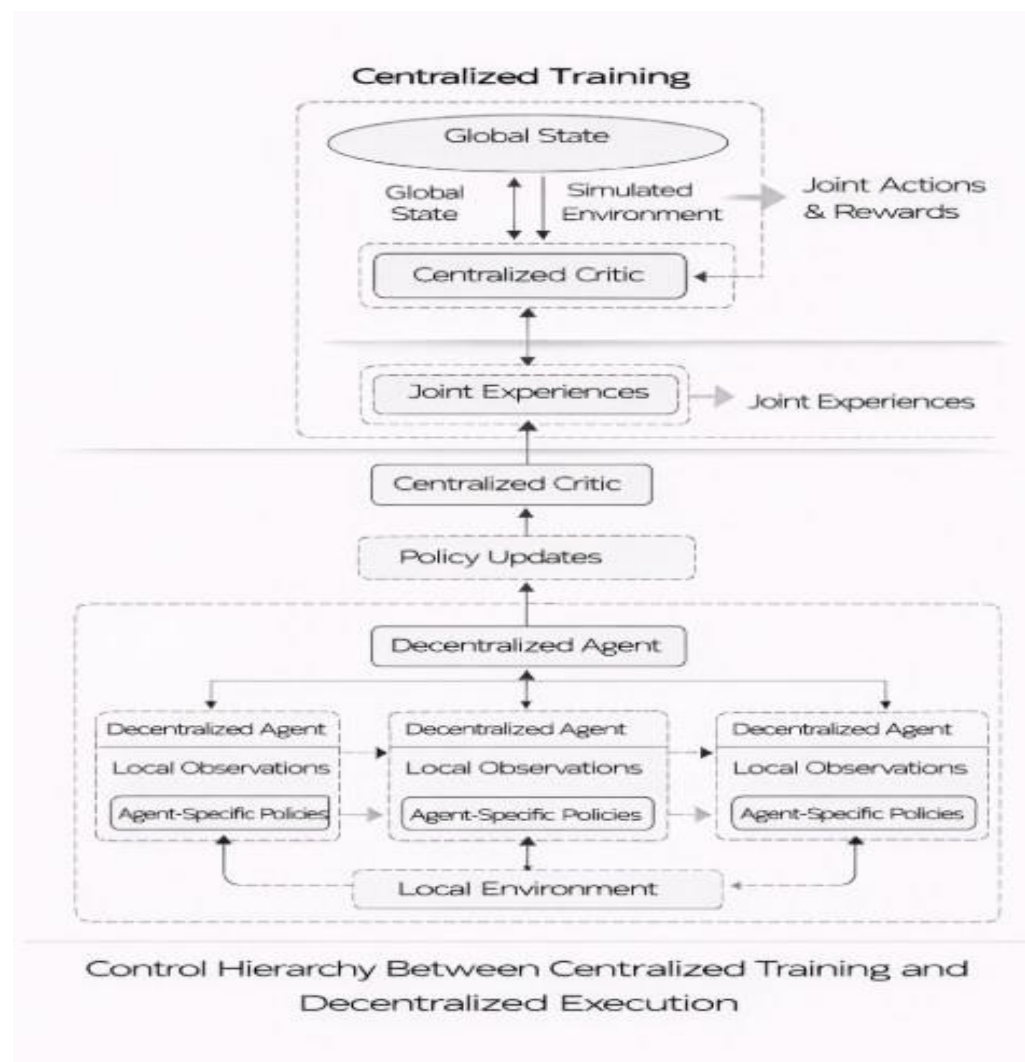 Centralized Training
Global State
Global
State
Simulated
Environment
Joint Actions
& Rewards
Centralized Critic
Joint Experiences
Joint Experiences
Centralized Critic
Policy Updates
Decentralized Agent
Decentralized Agent
Local Observations
Agent-Specific Policies
Decentralized Agent
Local Observations
Agent-Specific Policies
Decentralized Agent
Local Observations
Agent-Specific Policies
Local Environment
Control Hierarchy Between Centralized Training and
Decentralized Execution